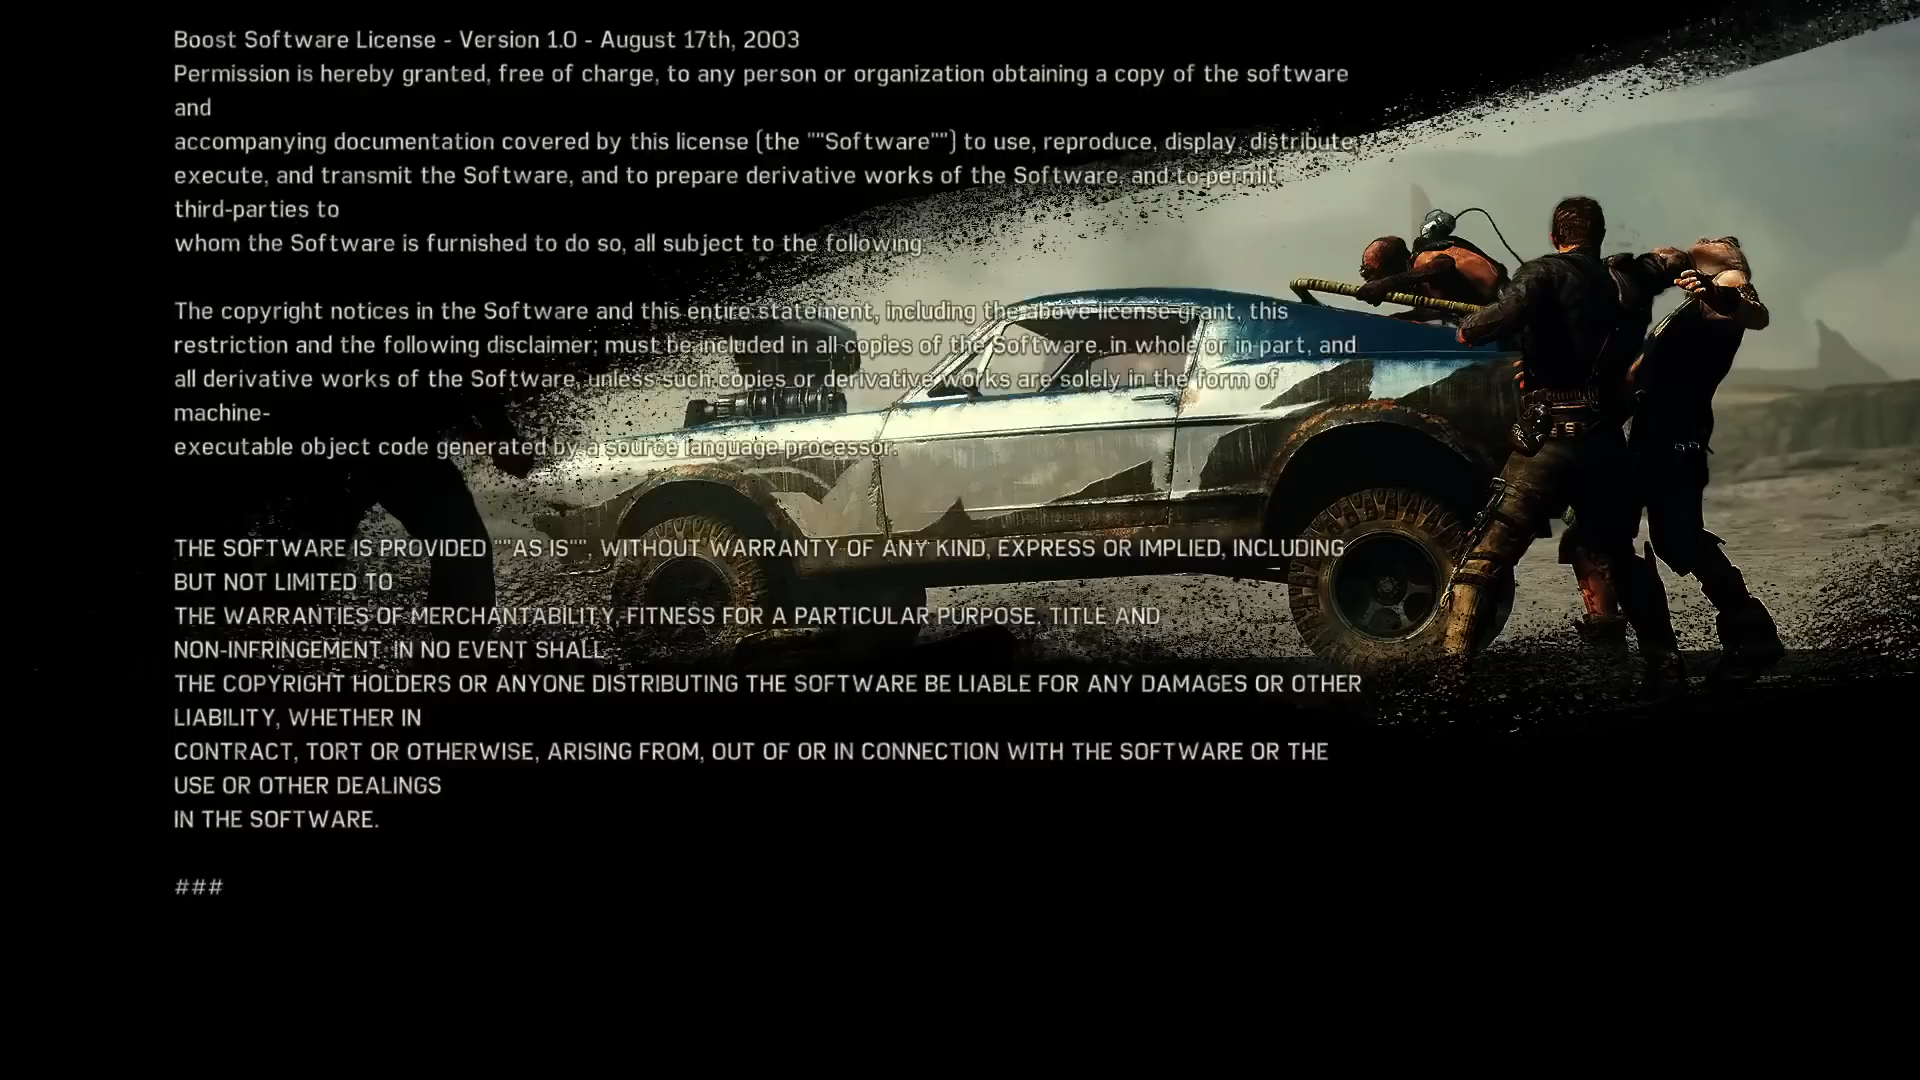 Boost Software License - Version 1.0 - August 17th, 2003
Permission is hereby granted, free of charge, to any person or organization obtaining a copy of the software
and
accompanying documentation covered by this license (the ""Software"") to use, reproduce, display, distribute,
execute, and transmit the Software, and to prepare derivative works of the Software, and to permit
third-parties to
whom the Software is furnished to do so, all subject to the following:
The copyright notices in the Software and this entire statement, including the above license grant, this
restriction and the following disclaimer; must be included in all copies of the Software, in whole or in part, and
all derivative works of the Software, unless such copies or derivative works are solely in the form of
machine-
executable object code generated by a source language processor.
THE SOFTWARE IS PROVIDED ""AS IS"", WITHOUT WARRANTY OF ANY KIND, EXPRESS OR IMPLIED, INCLUDING
BUT NOT LIMITED TO
THE WARRANTIES OF MERCHANTABILITY, FITNESS FOR A PARTICULAR PURPOSE, TITLE AND
NON-INFRINGEMENT. IN NO EVENT SHALL
THE COPYRIGHT HOLDERS OR ANYONE DISTRIBUTING THE SOFTWARE BE LIABLE FOR ANY DAMAGES OR OTHER
LIABILITY, WHETHER IN
CONTRACT, TORT OR OTHERWISE, ARISING FROM, OUT OF OR IN CONNECTION WITH THE SOFTWARE OR THE
USE OR OTHER DEALINGS
IN THE SOFTWARE.
###